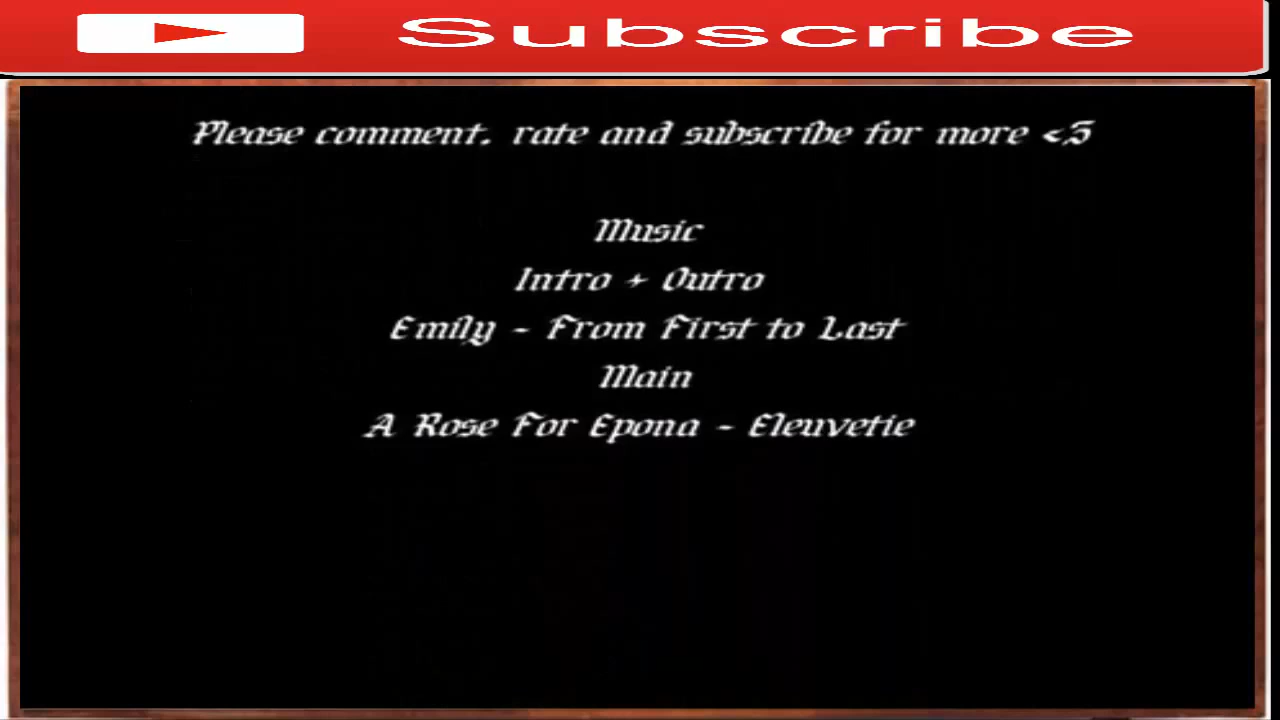 Subscribe
Please comment, rate and subscribe for more <3
Music
Intro + Outro
Emily - From First to Last
Main
A Rose For Epona - Eleuvetie